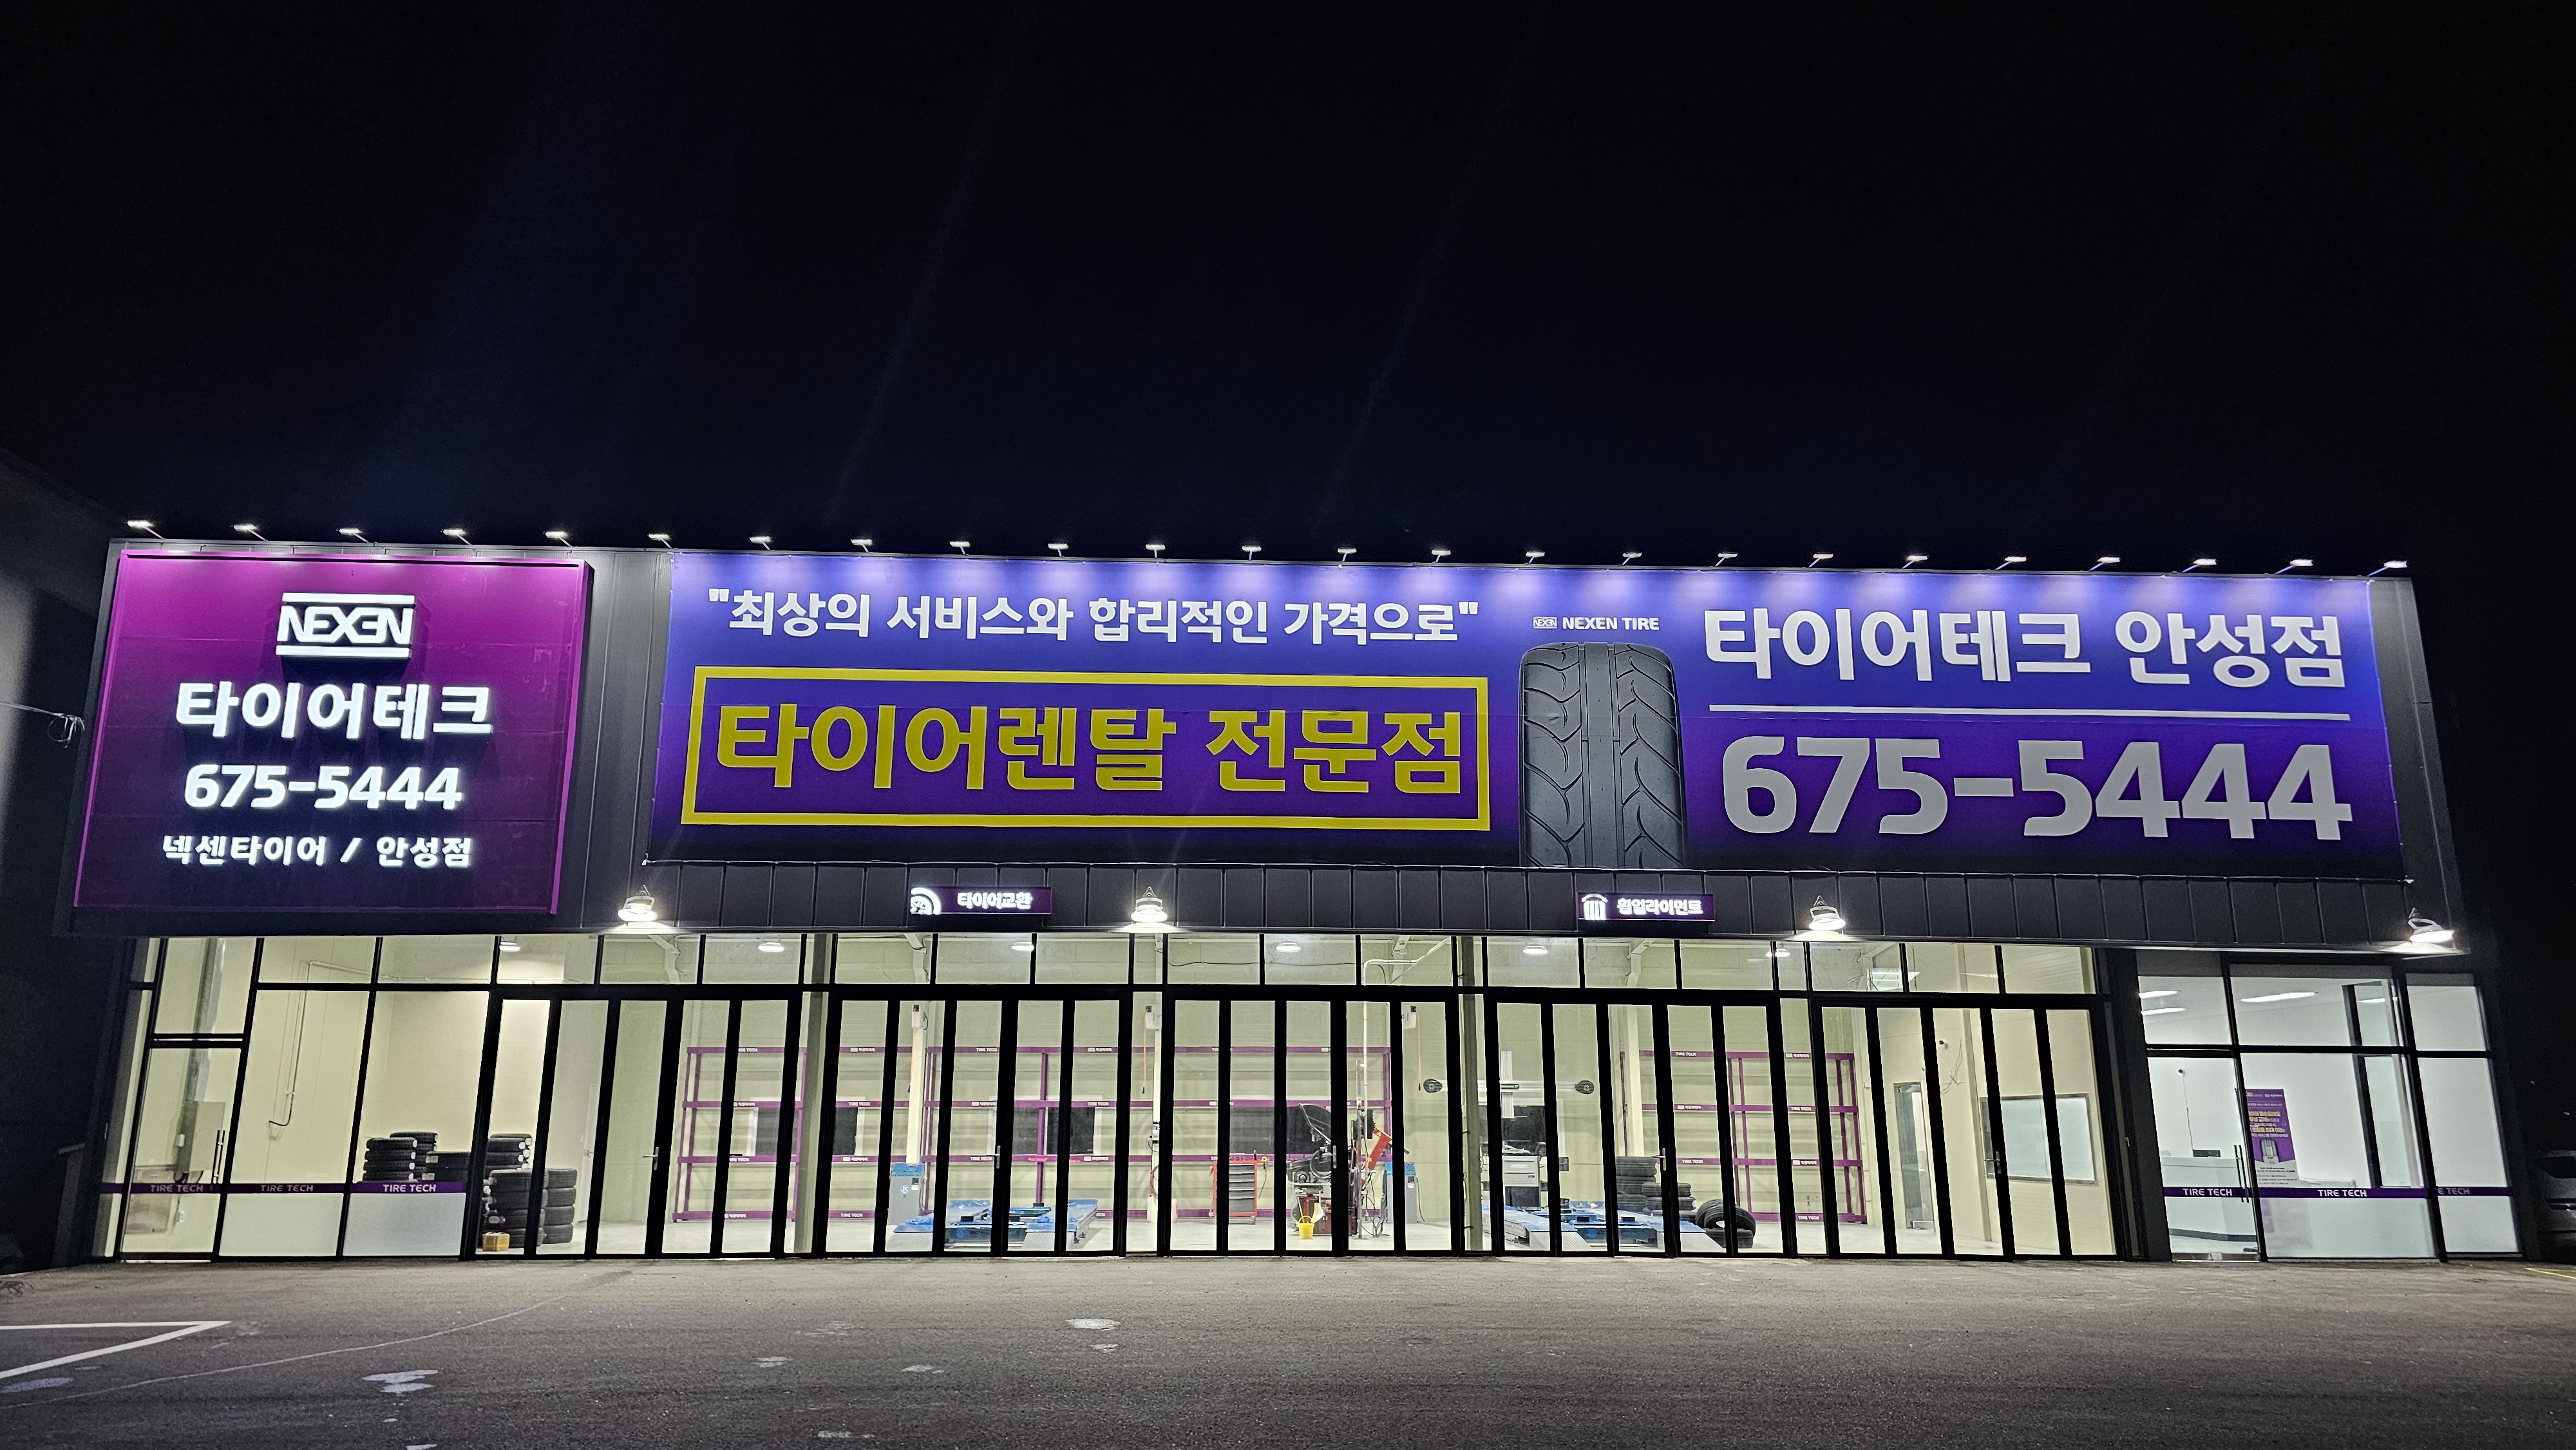 NEXEN
타이어테크
675-5444
넥센타이어 / 안성점
"최상의 서비스와 합리적인 가격으로"
타이어렌탈 전문점
NEXEN NEXEN TIRE
타이어테크 안성점
675-5444
타이어교환
휠얼라이먼트
TIRE TECH
TIRE TECH
TIRE TECH
TIRE TECH
TIRE TECH
TIRE TECH